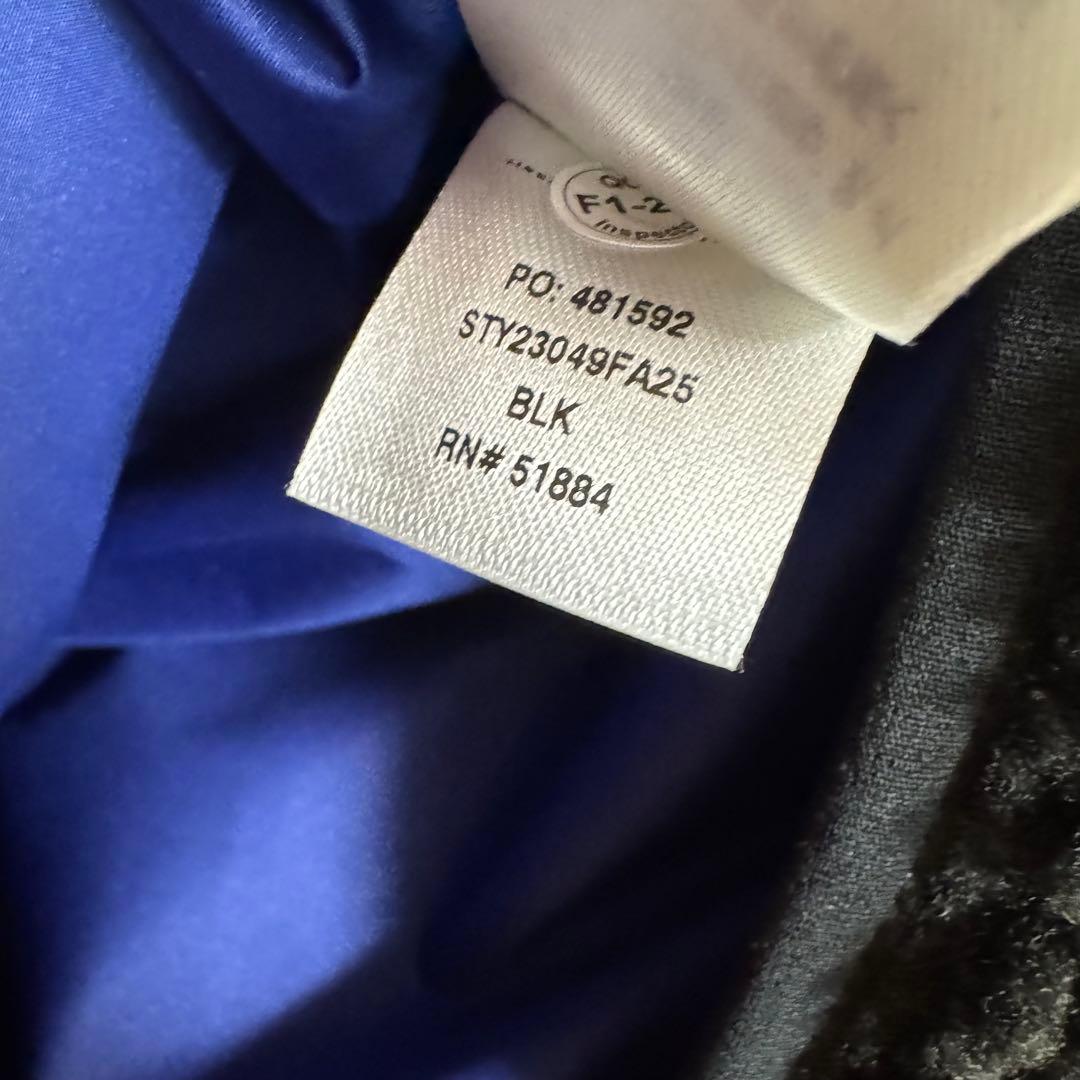 F1-2
PO: 481592
STY23049FA25
BLK
RN# 51884